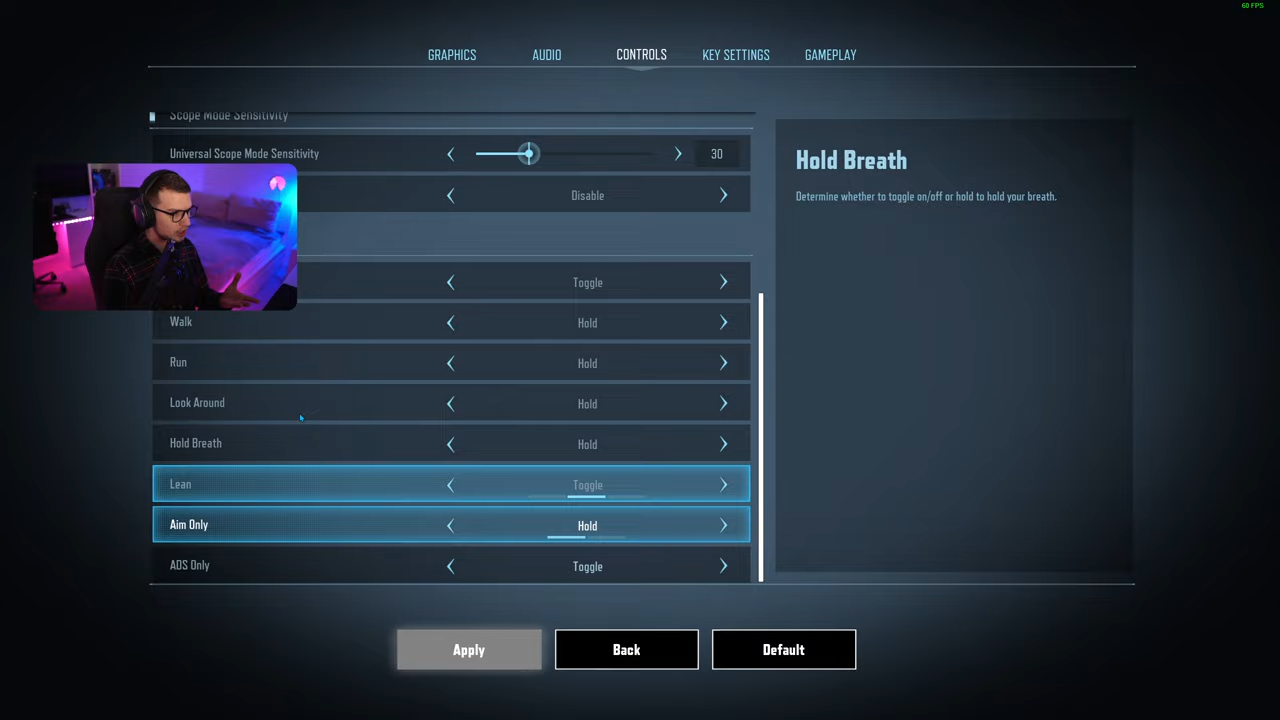 60 FPS
GRAPHICS AUDIO CONTROLS KEY SETTINGS GAMEPLAY
Scope Mode Sensitivity
Universal Scope Mode Sensitivity 30
Disable
Toggle
Walk Hold
Run Hold
Look Around Hold
Hold Breath Hold
Lean Toggle
Aim Only Hold
ADS Only Toggle
Hold Breath
Determine whether to toggle on/off or hold to hold your breath.
Apply Back Default